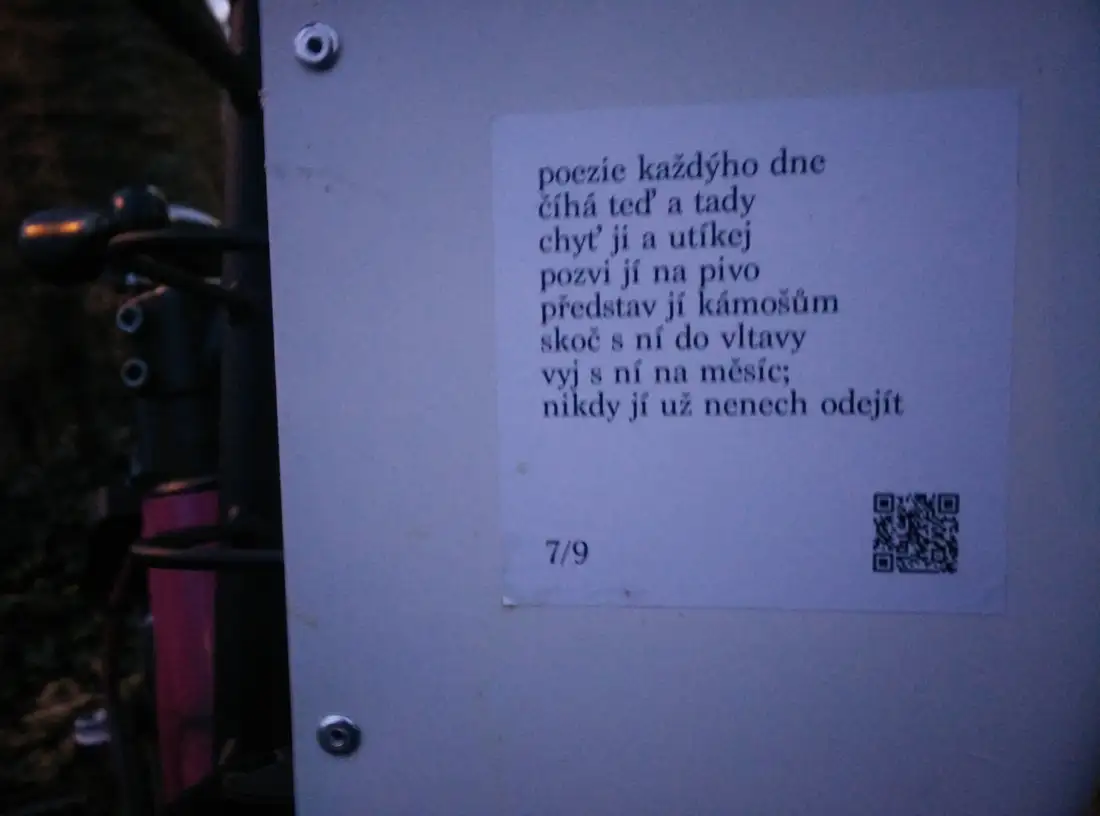 poezie každýho dne
číhá teď a tady
chyť ji a utíkej
pozvi jí na pivo
představ jí kámošům
skoč s ní do vltavy
vyj s ní na měsíc;
nikdy jí už nenech odejít
7/9